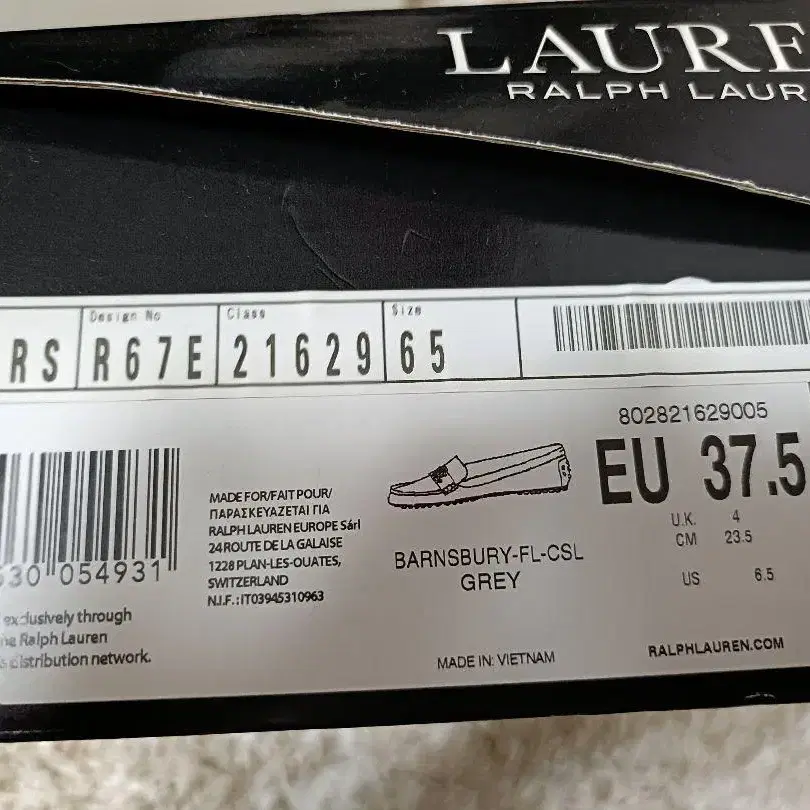 LAURE
RALPH LAUR
Design No
Class
Size
RS
R67E
21629
65
802821629005
EU 37.5
U.K. 4
CM 23.5
US 6.5
RALPHLAUREN.COM
530 054931
exclusively through
he Ralph Lauren
s distribution network.
MADE FOR/FAIT POUR/
ΠΑΡΑΣΚΕΥΑΖΕΤΑΙ ΓΙΑ
RALPH LAUREN EUROPE Sárl
24 ROUTE DE LA GALAISE
1228 PLAN-LES-OUATES,
SWITZERLAND
N.I.F.:IT03945310963
BARNSBURY-FL-CSL
GREY
MADE IN: VIETNAM